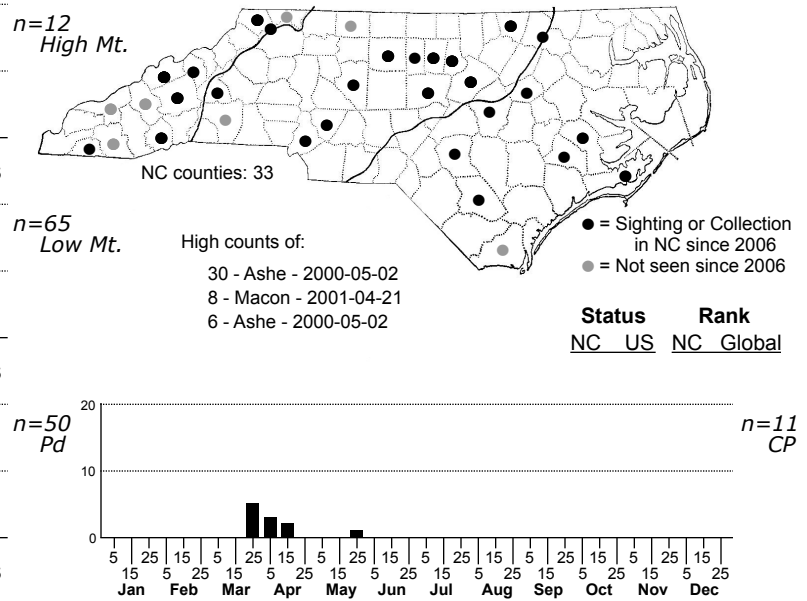 n=12
High Mt.
NC counties: 33
n=65
Low Mt.
High counts of:
30 - Ashe - 2000-05-02
8 - Macon - 2001-04-21
6 - Ashe - 2000-05-02
= Sighting or Collection
in NC since 2006
= Not seen since 2006
Status Rank
NC US NC Global
n=50
Pd
n=11
CP
20
10
0
5 25 15 5 25 15 5 25 15 5 25 15 5 25 15 5 25 15
15 5 25 15 5 25 15 5 25 15 5 25 15 5 25 15 5 25
Jan Feb Mar Apr May Jun Jul Aug Sep Oct Nov Dec